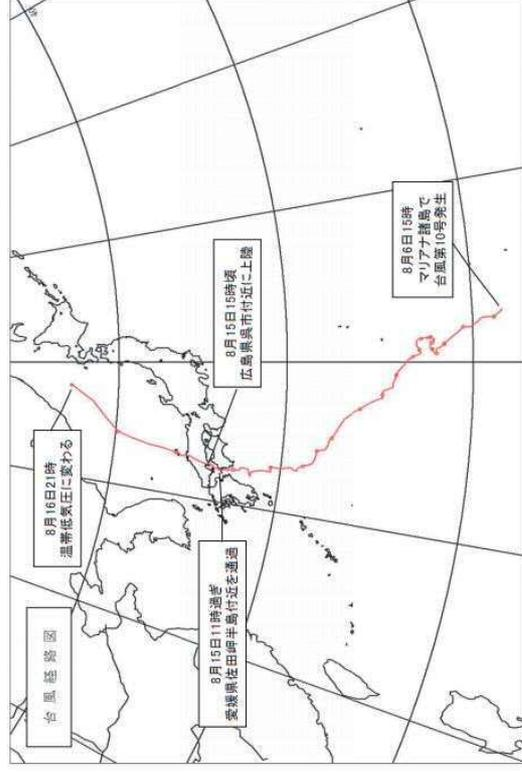 台風経路図
8月16日21時
温帯低気圧に変わる
8月15日11時過ぎ
愛媛県佐田岬半島付近を通過
8月15日15時頃
広島県呉市付近に上陸
8月6日15時
マリアナ諸島で
台風第10号発生